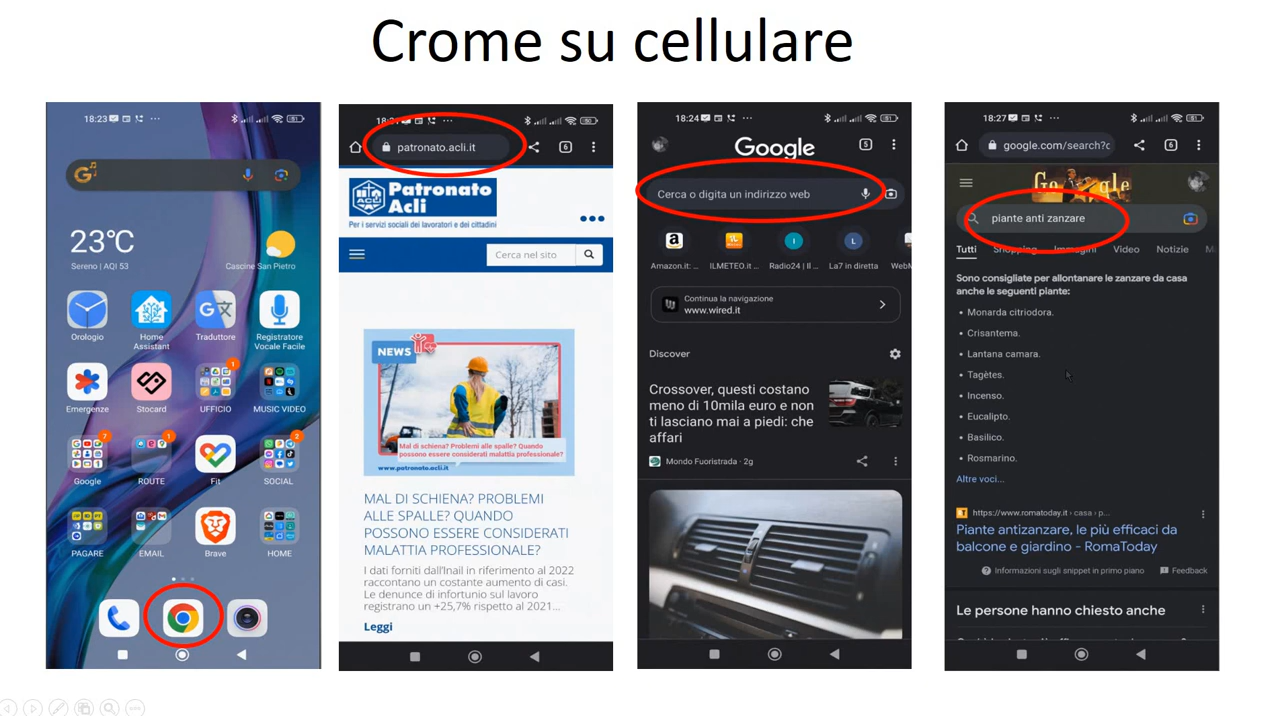 Crome su cellulare
18:23
23°C
Sereno | AQI 53
Cascine San Pietro
Orologio
Home
Assistant
Traduttore
Registratore
Vocale Facile
Emergenze
Stocard
1
UFFICIO
MUSIC VIDEO
7
Google
1
ROUTE
Fit
2
SOCIAL
PAGARE
EMAIL
Brave
HOME
patronato.acli.it
6
ACLI
Patronato
Acli
Per i servizi sociali dei lavoratori e dei cittadini
Cerca nel sito
NEWS
Mal di schiena? Problemi alle spalle? Quando
possono essere considerati malattia professionale?
www.patronato.acli.it
MAL DI SCHIENA? PROBLEMI
ALLE SPALLE? QUANDO
POSSONO ESSERE CONSIDERATI
MALATTIA PROFESSIONALE?
I dati forniti dall'Inail in riferimento al 2022
raccontano un costante aumento di casi.
Le denunce di infortunio sul lavoro
registrano un +25,7% rispetto al 2021...
Leggi
18:24
Google
5
Cerca o digita un indirizzo web
a
I
L
Amazon.it: ...
ILMETEO.it ...
Radio24 | Il ...
La7 in diretta
WebM
Continua la navigazione
www.wired.it
Discover
Crossover, questi costano
meno di 10mila euro e non
ti lasciano mai a piedi: che
affari
Mondo Fuoristrada · 2g
18:27
google.com/search?c
6
Google
piante anti zanzare
Tutti
Shopping
Immagini
Video
Notizie
Sono consigliate per allontanare le zanzare da casa
anche le seguenti piante:
• Monarda citriodora.
• Crisantema.
• Lantana camara.
• Tagètes.
• Incenso.
• Eucalipto.
• Basilico.
• Rosmarino.
Altre voci...
https://www.romatoday.it › casa › p...
Piante antizanzare, le più efficaci da
balcone e giardino - RomaToday
Informazioni sugli snippet in primo piano
Feedback
Le persone hanno chiesto anche